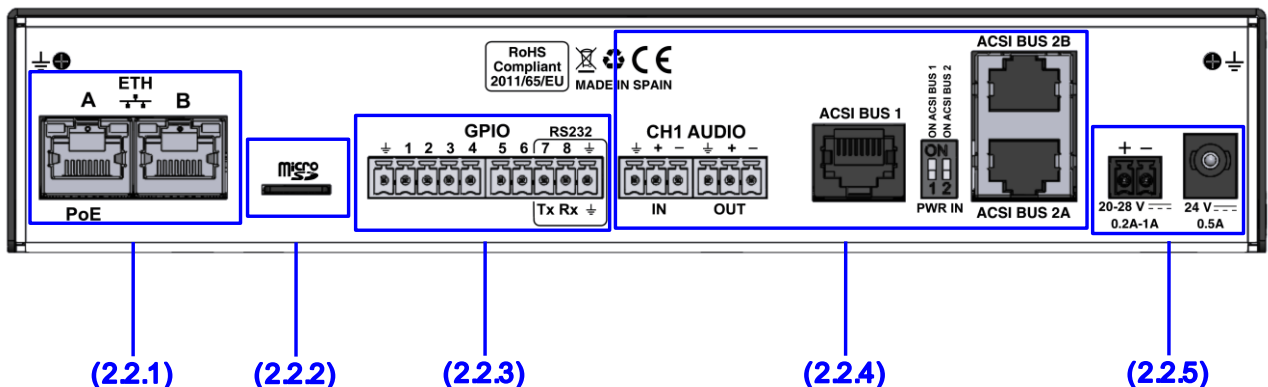 ACSI BUS 2B
RoHS
Compliant
2011/65/EU
CE
MADE IN SPAIN
ETH
A B
PoE
micro
SD
GPIO
RS232
1 2 3 4 5 6 7 8
Tx Rx
CH1 AUDIO
+ − + −
IN OUT
ACSI BUS 1
ON ACSI BUS 1
ON ACSI BUS 2
ON
1 2
PWR IN
ACSI BUS 2A
+ −
20-28 V
0.2A-1A
24 V
0.5A
(2.2.1) (2.2.2) (2.2.3) (2.2.4) (2.2.5)